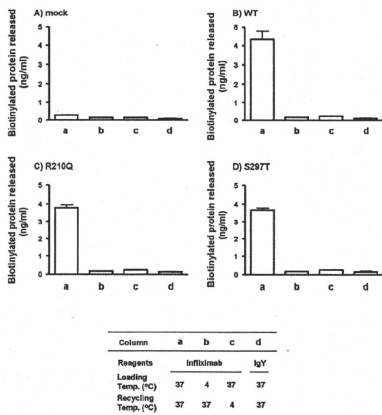 A) mock
B) WT
Biotinylated protein released
(ng/ml)
5
4
3
2
1
0
a b c d
Biotinylated protein released
(ng/ml)
5
4
3
2
1
0
a b c d
C) R210Q
D) S297T
Biotinylated protein released
(ng/ml)
5
4
3
2
1
0
a b c d
Biotinylated protein released
(ng/ml)
5
4
3
2
1
0
a b c d
Column a b c d
Reagents Infliximab IgY
Loading
Temp. (°C) 37 4 37 37
Recycling
Temp. (°C) 37 37 4 37